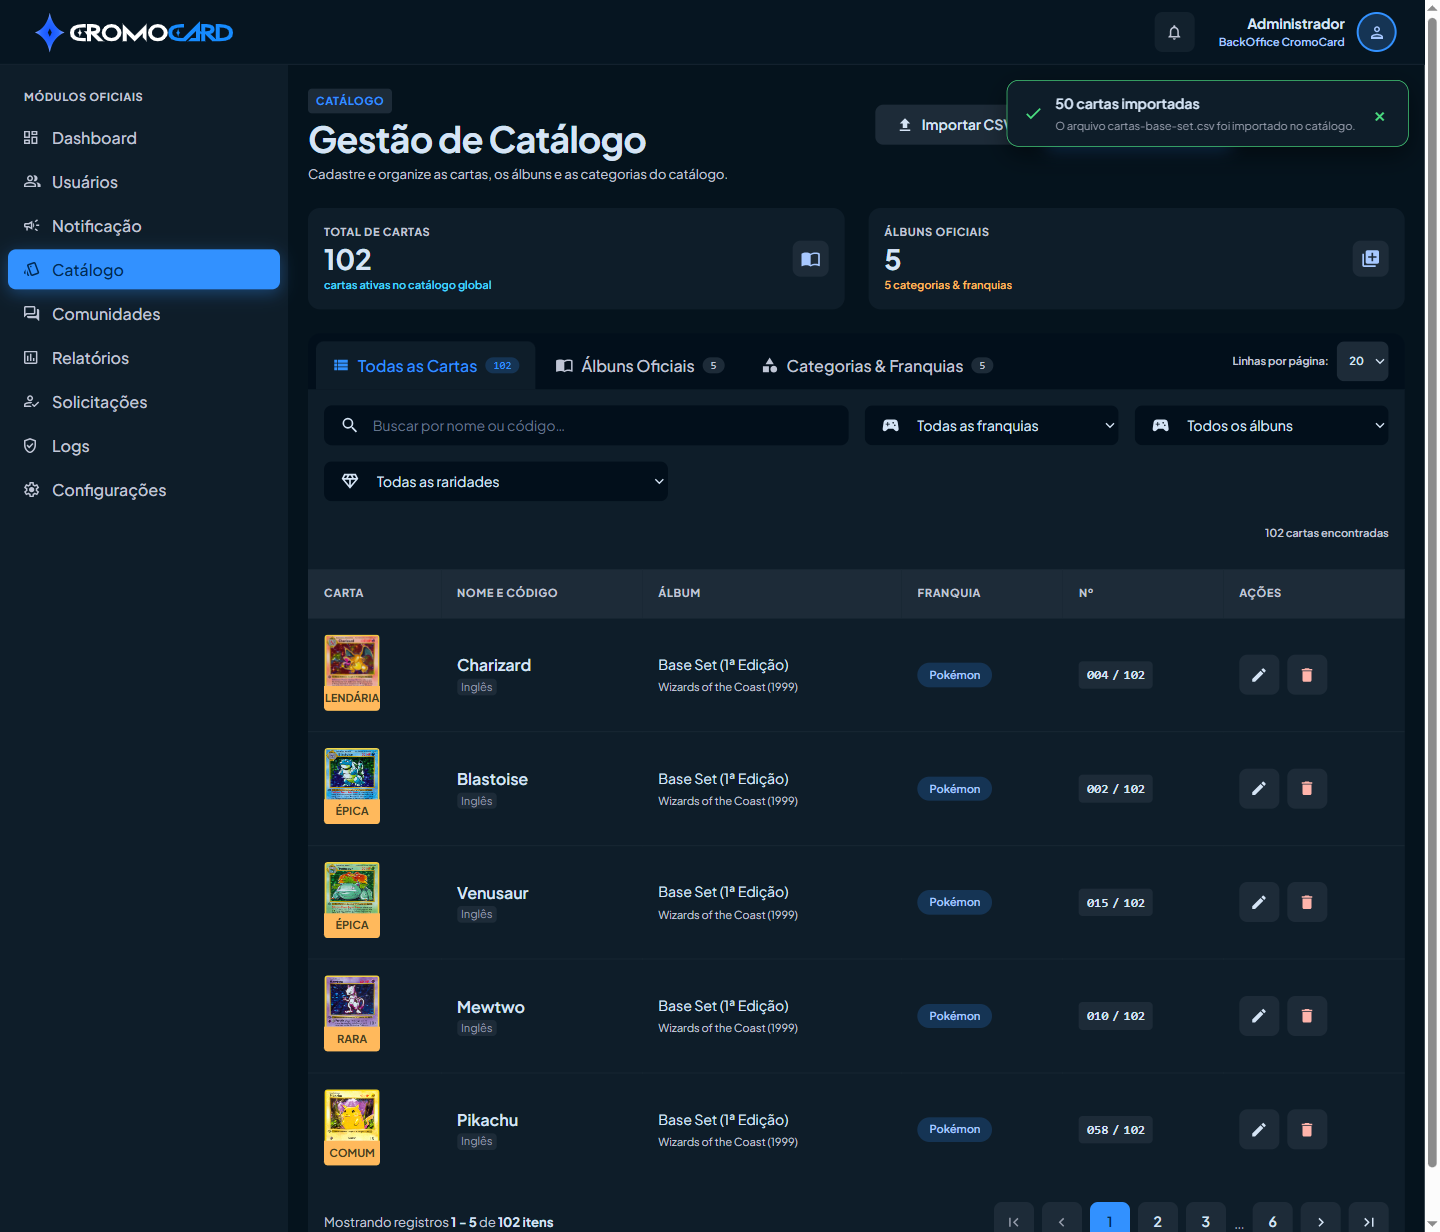 CROMOCARD
Administrador
BackOffice CromoCard
MÓDULOS OFICIAIS
Dashboard
Usuários
Notificação
Catálogo
Comunidades
Relatórios
Solicitações
Logs
Configurações
CATÁLOGO
Gestão de Catálogo
Cadastre e organize as cartas, os álbuns e as categorias do catálogo.
Importar CSV
50 cartas importadas
O arquivo cartas-base-set.csv foi importado no catálogo.
TOTAL DE CARTAS
102
cartas ativas no catálogo global
ÁLBUNS OFICIAIS
5
5 categorias & franquias
Todas as Cartas 102
Álbuns Oficiais 5
Categorias & Franquias 5
Linhas por página: 20
Buscar por nome ou código...
Todas as franquias
Todos os álbuns
Todas as raridades
102 cartas encontradas
CARTA NOME E CÓDIGO ÁLBUM FRANQUIA Nº AÇÕES
LENDÁRIA
Charizard
Inglês
Base Set (1ª Edição)
Wizards of the Coast (1999)
Pokémon
004 / 102
ÉPICA
Blastoise
Inglês
Base Set (1ª Edição)
Wizards of the Coast (1999)
Pokémon
002 / 102
ÉPICA
Venusaur
Inglês
Base Set (1ª Edição)
Wizards of the Coast (1999)
Pokémon
015 / 102
RARA
Mewtwo
Inglês
Base Set (1ª Edição)
Wizards of the Coast (1999)
Pokémon
010 / 102
COMUM
Pikachu
Inglês
Base Set (1ª Edição)
Wizards of the Coast (1999)
Pokémon
058 / 102
Mostrando registros 1 - 5 de 102 itens
1 2 3 ... 6